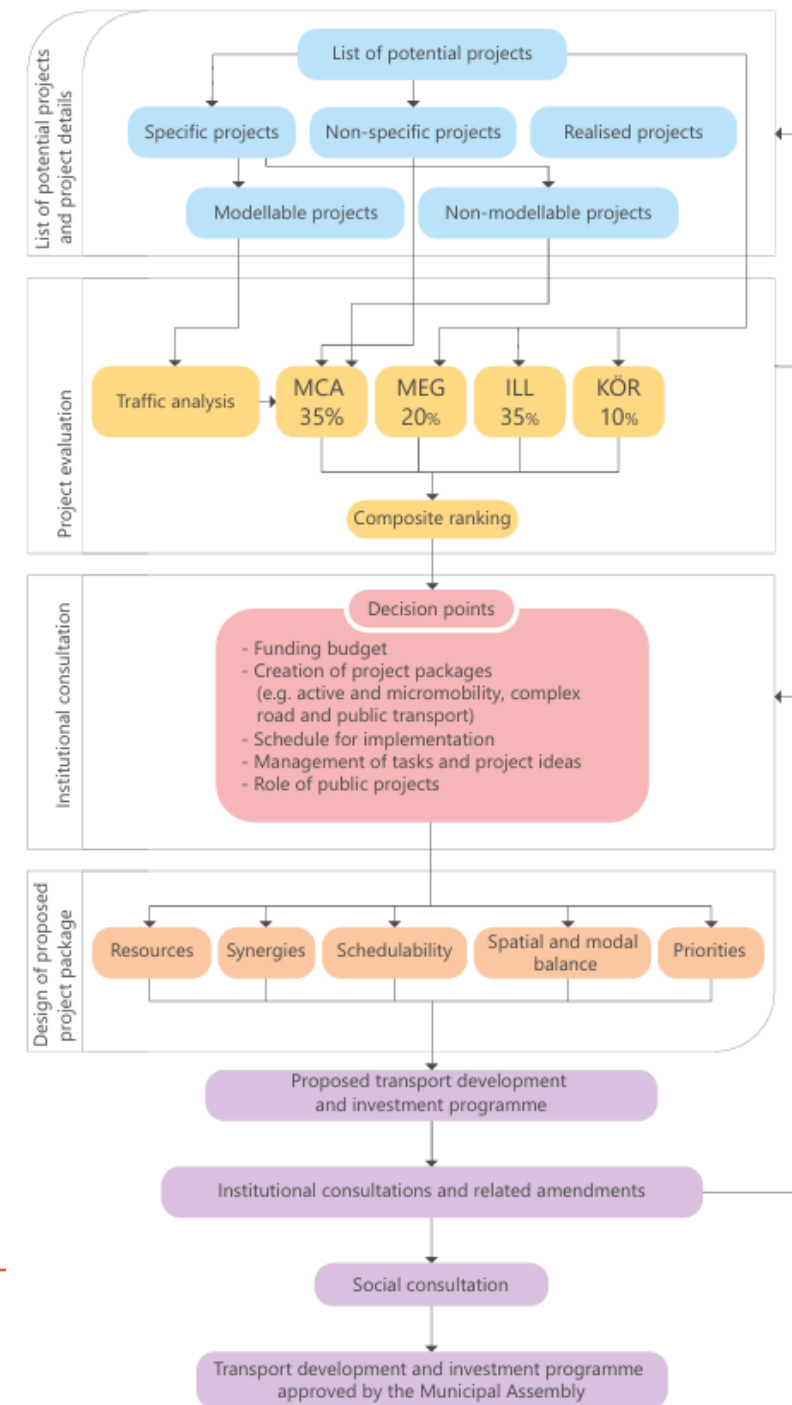 List of potential projects
and project details
List of potential projects
Specific projects
Non-specific projects
Realised projects
Modellable projects
Non-modellable projects
Project evaluation
Traffic analysis
MCA
35%
MEG
20%
ILL
35%
KÖR
10%
Composite ranking
Institutional consultation
Decision points
- Funding budget
- Creation of project packages
(e.g. active and micromobility, complex
road and public transport)
- Schedule for implementation
- Management of tasks and project ideas
- Role of public projects
Design of proposed
project package
Resources
Synergies
Schedulability
Spatial and modal
balance
Priorities
Proposed transport development
and investment programme
Institutional consultations and related amendments
Social consultation
Transport development and investment programme
approved by the Municipal Assembly